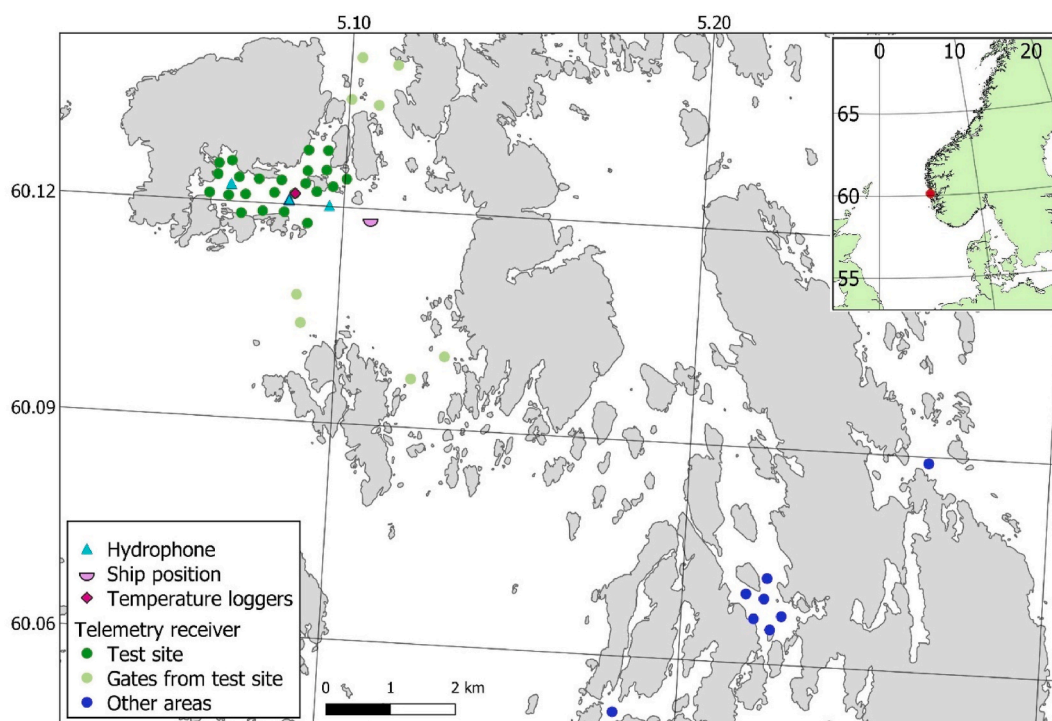 5.10
5.20
0
10
20
65
60
55
60.12
60.09
60.06
Hydrophone
Ship position
Temperature loggers
Telemetry receiver
Test site
Gates from test site
Other areas
0 1 2 km